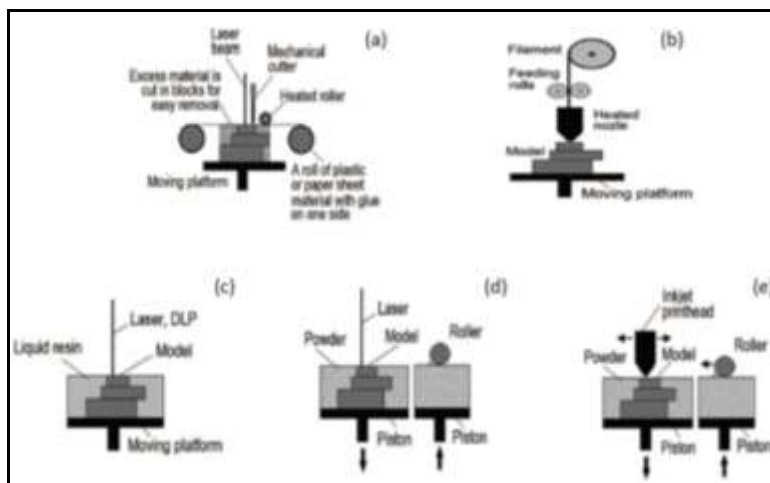 (a)
Laser
beam
Mechanical
cutter
Excess material is
cut in blocks for
easy removal
Heated roller
Moving platform
A roll of plastic
or paper sheet
material with glue
on one side
(b)
Filament
Feeding
rolls
Heated
nozzle
Model
Moving platform
(c)
Laser, DLP
Liquid resin
Model
Moving platform
(d)
Laser
Powder
Model
Roller
Piston
Piston
(e)
Inkjet
printhead
Powder
Model
Roller
Piston
Piston